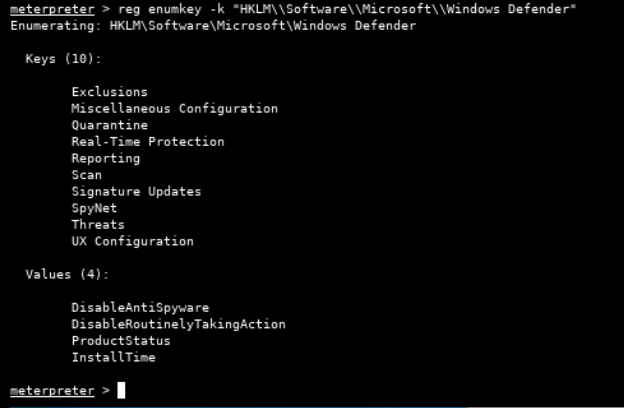 meterpreter > reg enumkey -k "HKLM\\Software\\Microsoft\\Windows Defender"
Enumerating: HKLM\Software\Microsoft\Windows Defender
Keys (10):
Exclusions
Miscellaneous Configuration
Quarantine
Real-Time Protection
Reporting
Scan
Signature Updates
SpyNet
Threats
UX Configuration
Values (4):
DisableAntiSpyware
DisableRoutinelyTakingAction
ProductStatus
InstallTime
meterpreter >